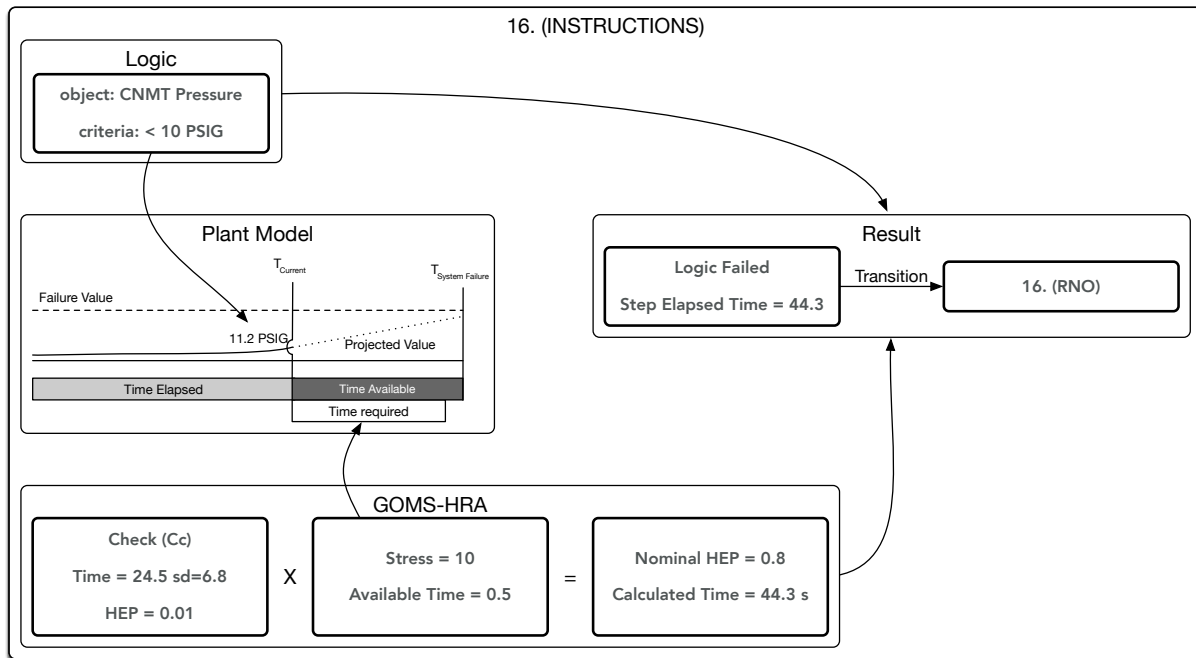 16. (INSTRUCTIONS)
Logic
object: CNMT Pressure
criteria: < 10 PSIG
Plant Model
T Current
T System Failure
Failure Value
11.2 PSIG
Projected Value
Time Elapsed
Time Available
Time required
Result
Logic Failed
Step Elapsed Time = 44.3
Transition
16. (RNO)
GOMS-HRA
Check (Cc)
Time = 24.5 sd=6.8
HEP = 0.01
X
Stress = 10
Available Time = 0.5
=
Nominal HEP = 0.8
Calculated Time = 44.3 s